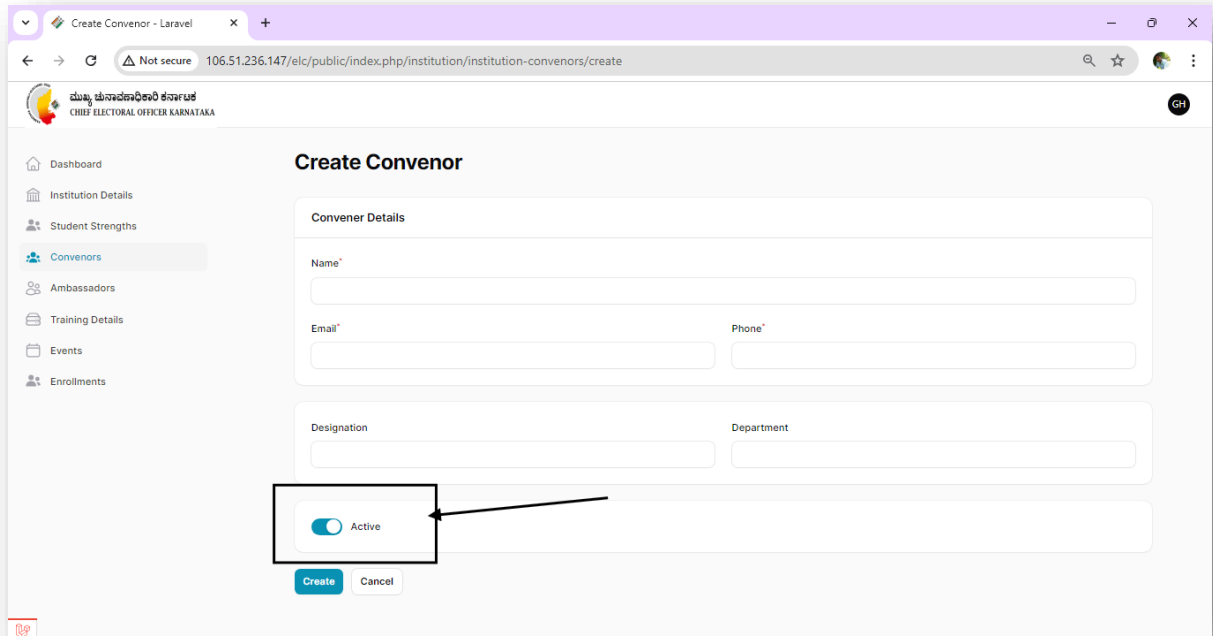 Create Convenor - Laravel
Not secure 106.51.236.147/elc/public/index.php/institution/institution-convenors/create
ಮುಖ್ಯ ಚುನಾವಣಾಧಿಕಾರಿ ಕರ್ನಾಟಕ
CHIEF ELECTORAL OFFICER KARNATAKA
GH
Dashboard
Institution Details
Student Strengths
Convenors
Ambassadors
Training Details
Events
Enrollments
Create Convenor
Convener Details
Name*
Email* Phone*
Designation Department
Active
Create Cancel